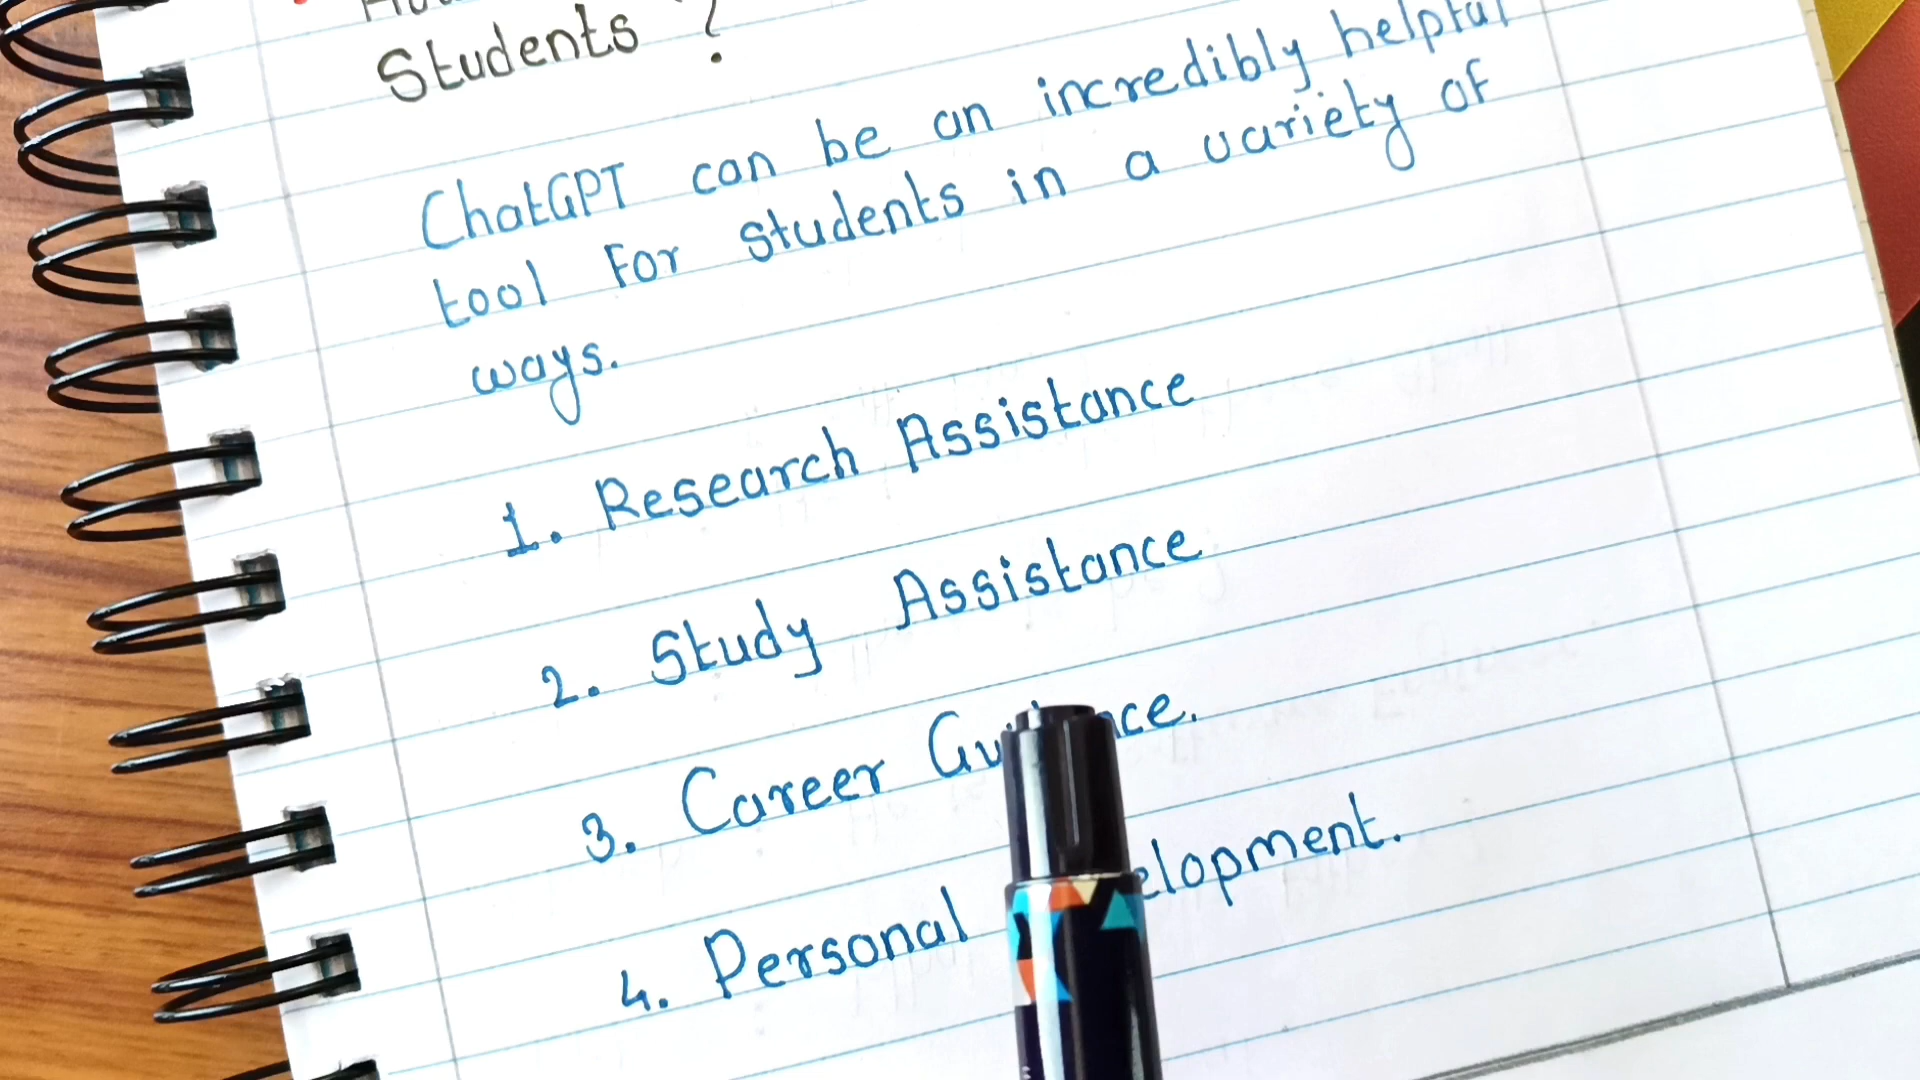 Students ?
ChatGPT can be an incredibly helpful
tool For students in a variety of
ways.
1. Research Assistance
2. Study Assistance
3. Career
4. Personal